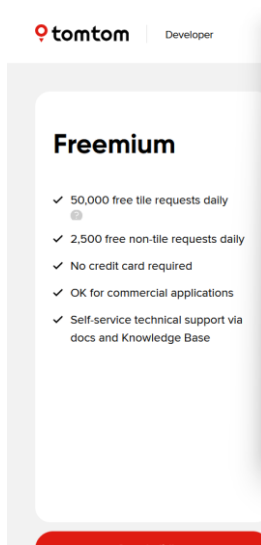 tomtom Developer
Freemium
50,000 free tile requests daily
?
2,500 free non-tile requests daily
No credit card required
OK for commercial applications
Self-service technical support via
docs and Knowledge Base